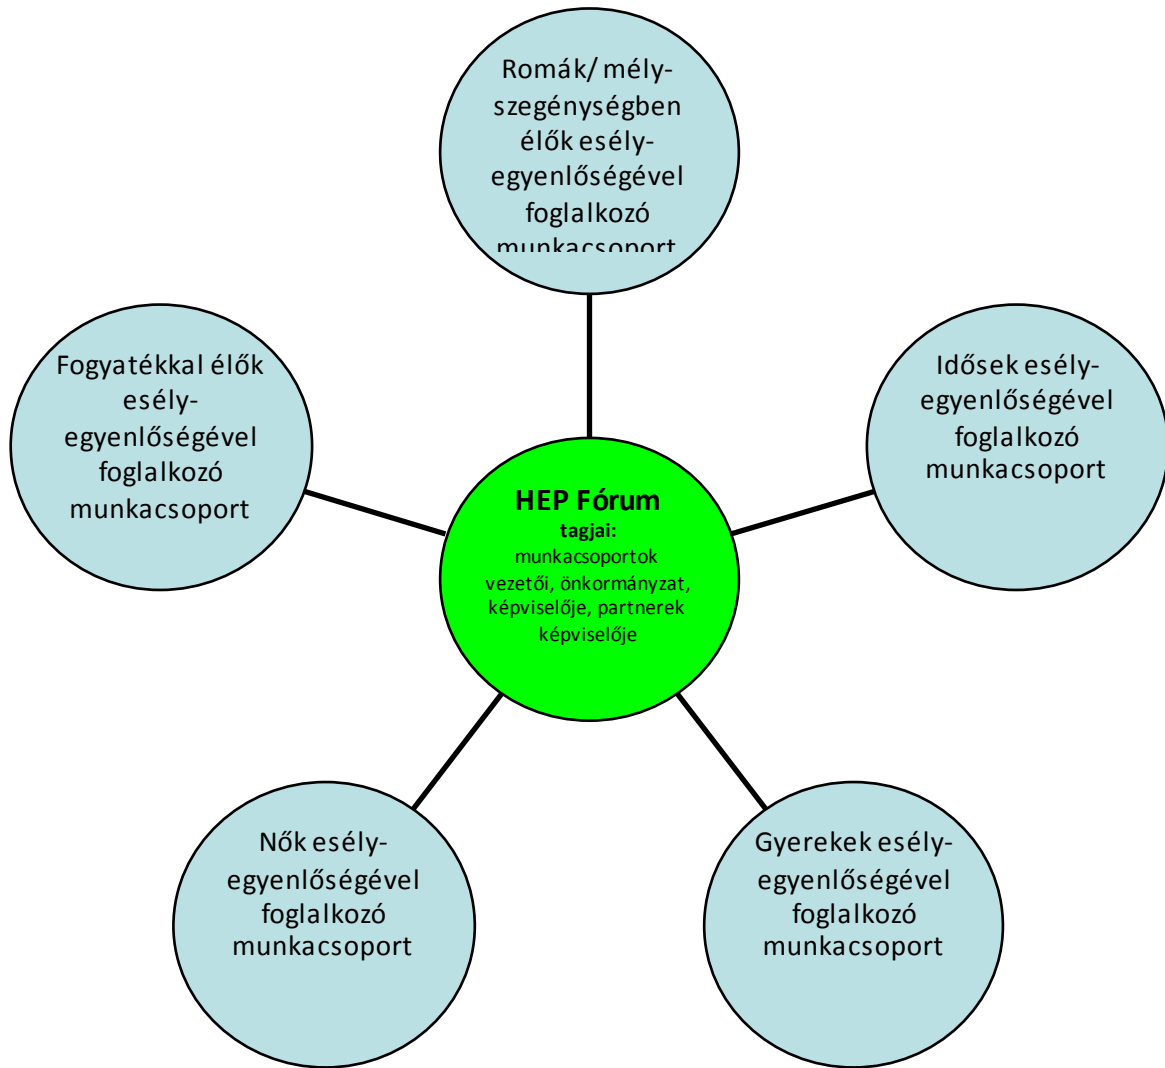 Romák/ mély-
szegénységben
élők esély-
egyenlőségével
foglalkozó
munkacsoport
Fogyatékkal élők
esély-
egyenlőségével
foglalkozó
munkacsoport
Idősek esély-
egyenlőségével
foglalkozó
munkacsoport
HEP Fórum
tagjai:
munkacsoportok
vezetői, önkormányzat,
képviselője, partnerek
képviselője
Nők esély-
egyenlőségével
foglalkozó
munkacsoport
Gyerekek esély-
egyenlőségével
foglalkozó
munkacsoport